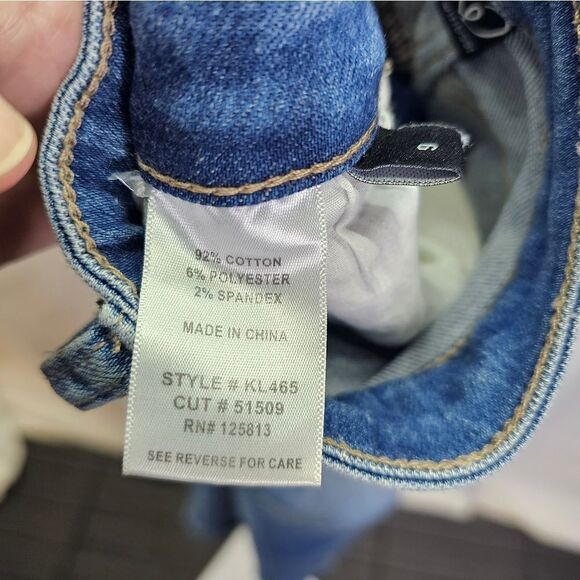 92% COTTON
6% POLYESTER
2% SPANDEX
MADE IN CHINA
STYLE # KL465
CUT # 51509
RN# 125813
SEE REVERSE FOR CARE